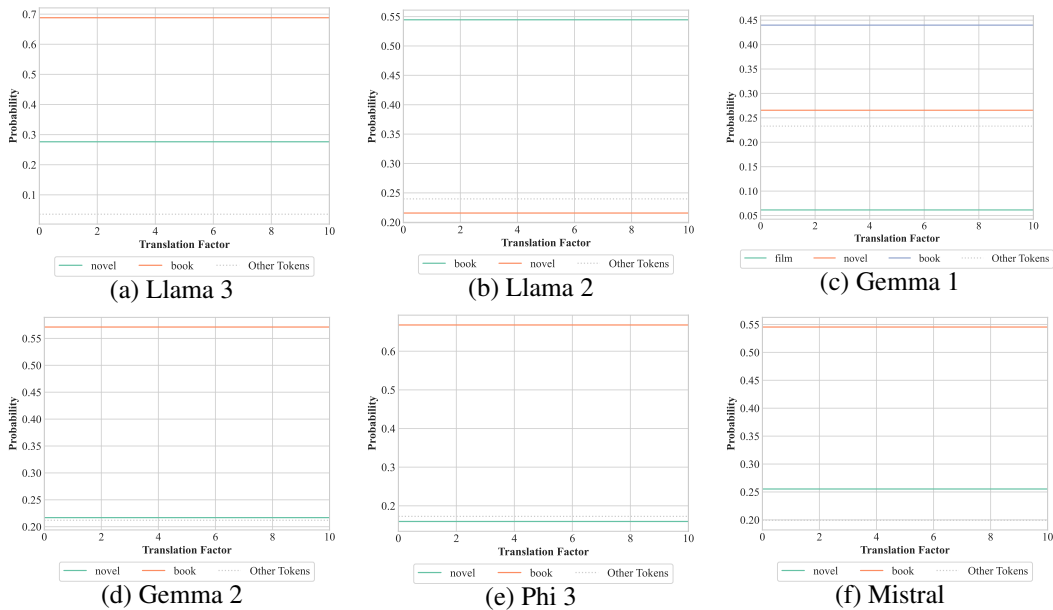 0.7
0.6
0.5
0.4
0.3
0.2
0.1
Probability
0 2 4 6 8 10
Translation Factor
novel book Other Tokens
(a) Llama 3
0.55
0.50
0.45
0.40
0.35
0.30
0.25
0.20
Probability
0 2 4 6 8 10
Translation Factor
book novel Other Tokens
(b) Llama 2
0.45
0.40
0.35
0.30
0.25
0.20
0.15
0.10
0.05
Probability
0 2 4 6 8 10
Translation Factor
film novel book Other Tokens
(c) Gemma 1
0.55
0.50
0.45
0.40
0.35
0.30
0.25
0.20
Probability
0 2 4 6 8 10
Translation Factor
novel book Other Tokens
(d) Gemma 2
0.6
0.5
0.4
0.3
0.2
Probability
0 2 4 6 8 10
Translation Factor
novel book Other Tokens
(e) Phi 3
0.55
0.50
0.45
0.40
0.35
0.30
0.25
0.20
Probability
0 2 4 6 8 10
Translation Factor
novel book Other Tokens
(f) Mistral